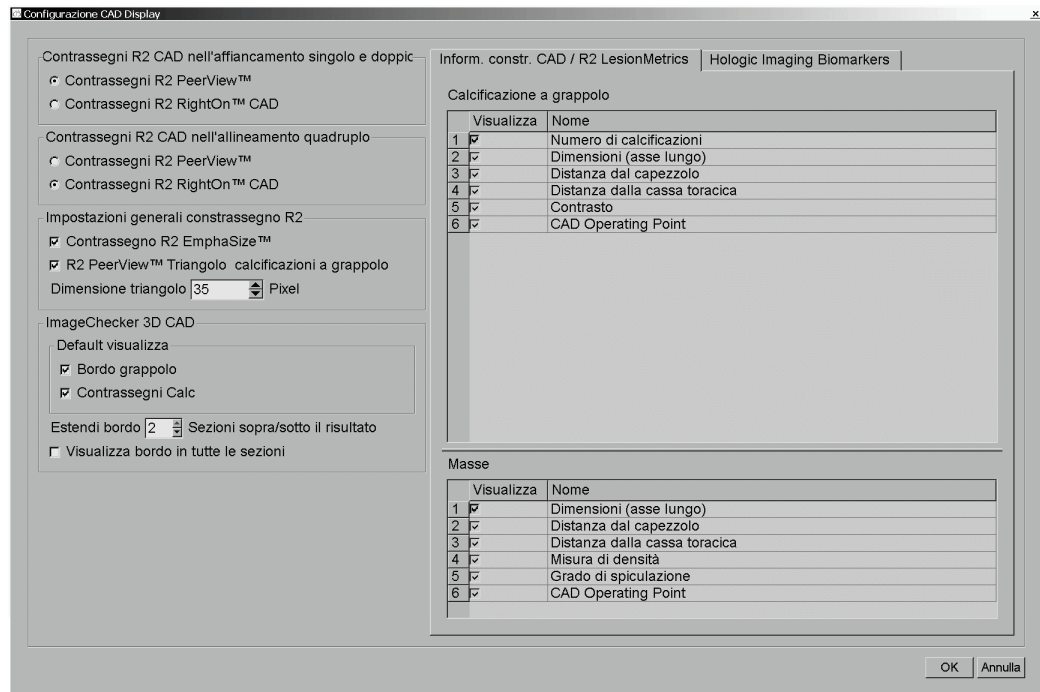 Configurazione CAD Display
x
Contrassegni R2 CAD nell'affiancamento singolo e doppic
Contrassegni R2 PeerView™
Contrassegni R2 RightOn™ CAD
Contrassegni R2 CAD nell'allineamento quadruplo
Contrassegni R2 PeerView™
Contrassegni R2 RightOn™ CAD
Impostazioni generali constrassegno R2
Contrassegno R2 EmphaSize™
R2 PeerView™ Triangolo calcificazioni a grappolo
Dimensione triangolo 35 Pixel
ImageChecker 3D CAD
Default visualizza
Bordo grappolo
Contrassegni Calc
Estendi bordo 2 Sezioni sopra/sotto il risultato
Visualizza bordo in tutte le sezioni
Inform. constr. CAD / R2 LesionMetrics
Hologic Imaging Biomarkers
Calcificazione a grappolo
Visualizza Nome
1 Numero di calcificazioni
2 Dimensioni (asse lungo)
3 Distanza dal capezzolo
4 Distanza dalla cassa toracica
5 Contrasto
6 CAD Operating Point
Masse
Visualizza Nome
1 Dimensioni (asse lungo)
2 Distanza dal capezzolo
3 Distanza dalla cassa toracica
4 Misura di densità
5 Grado di spiculazione
6 CAD Operating Point
OK
Annulla